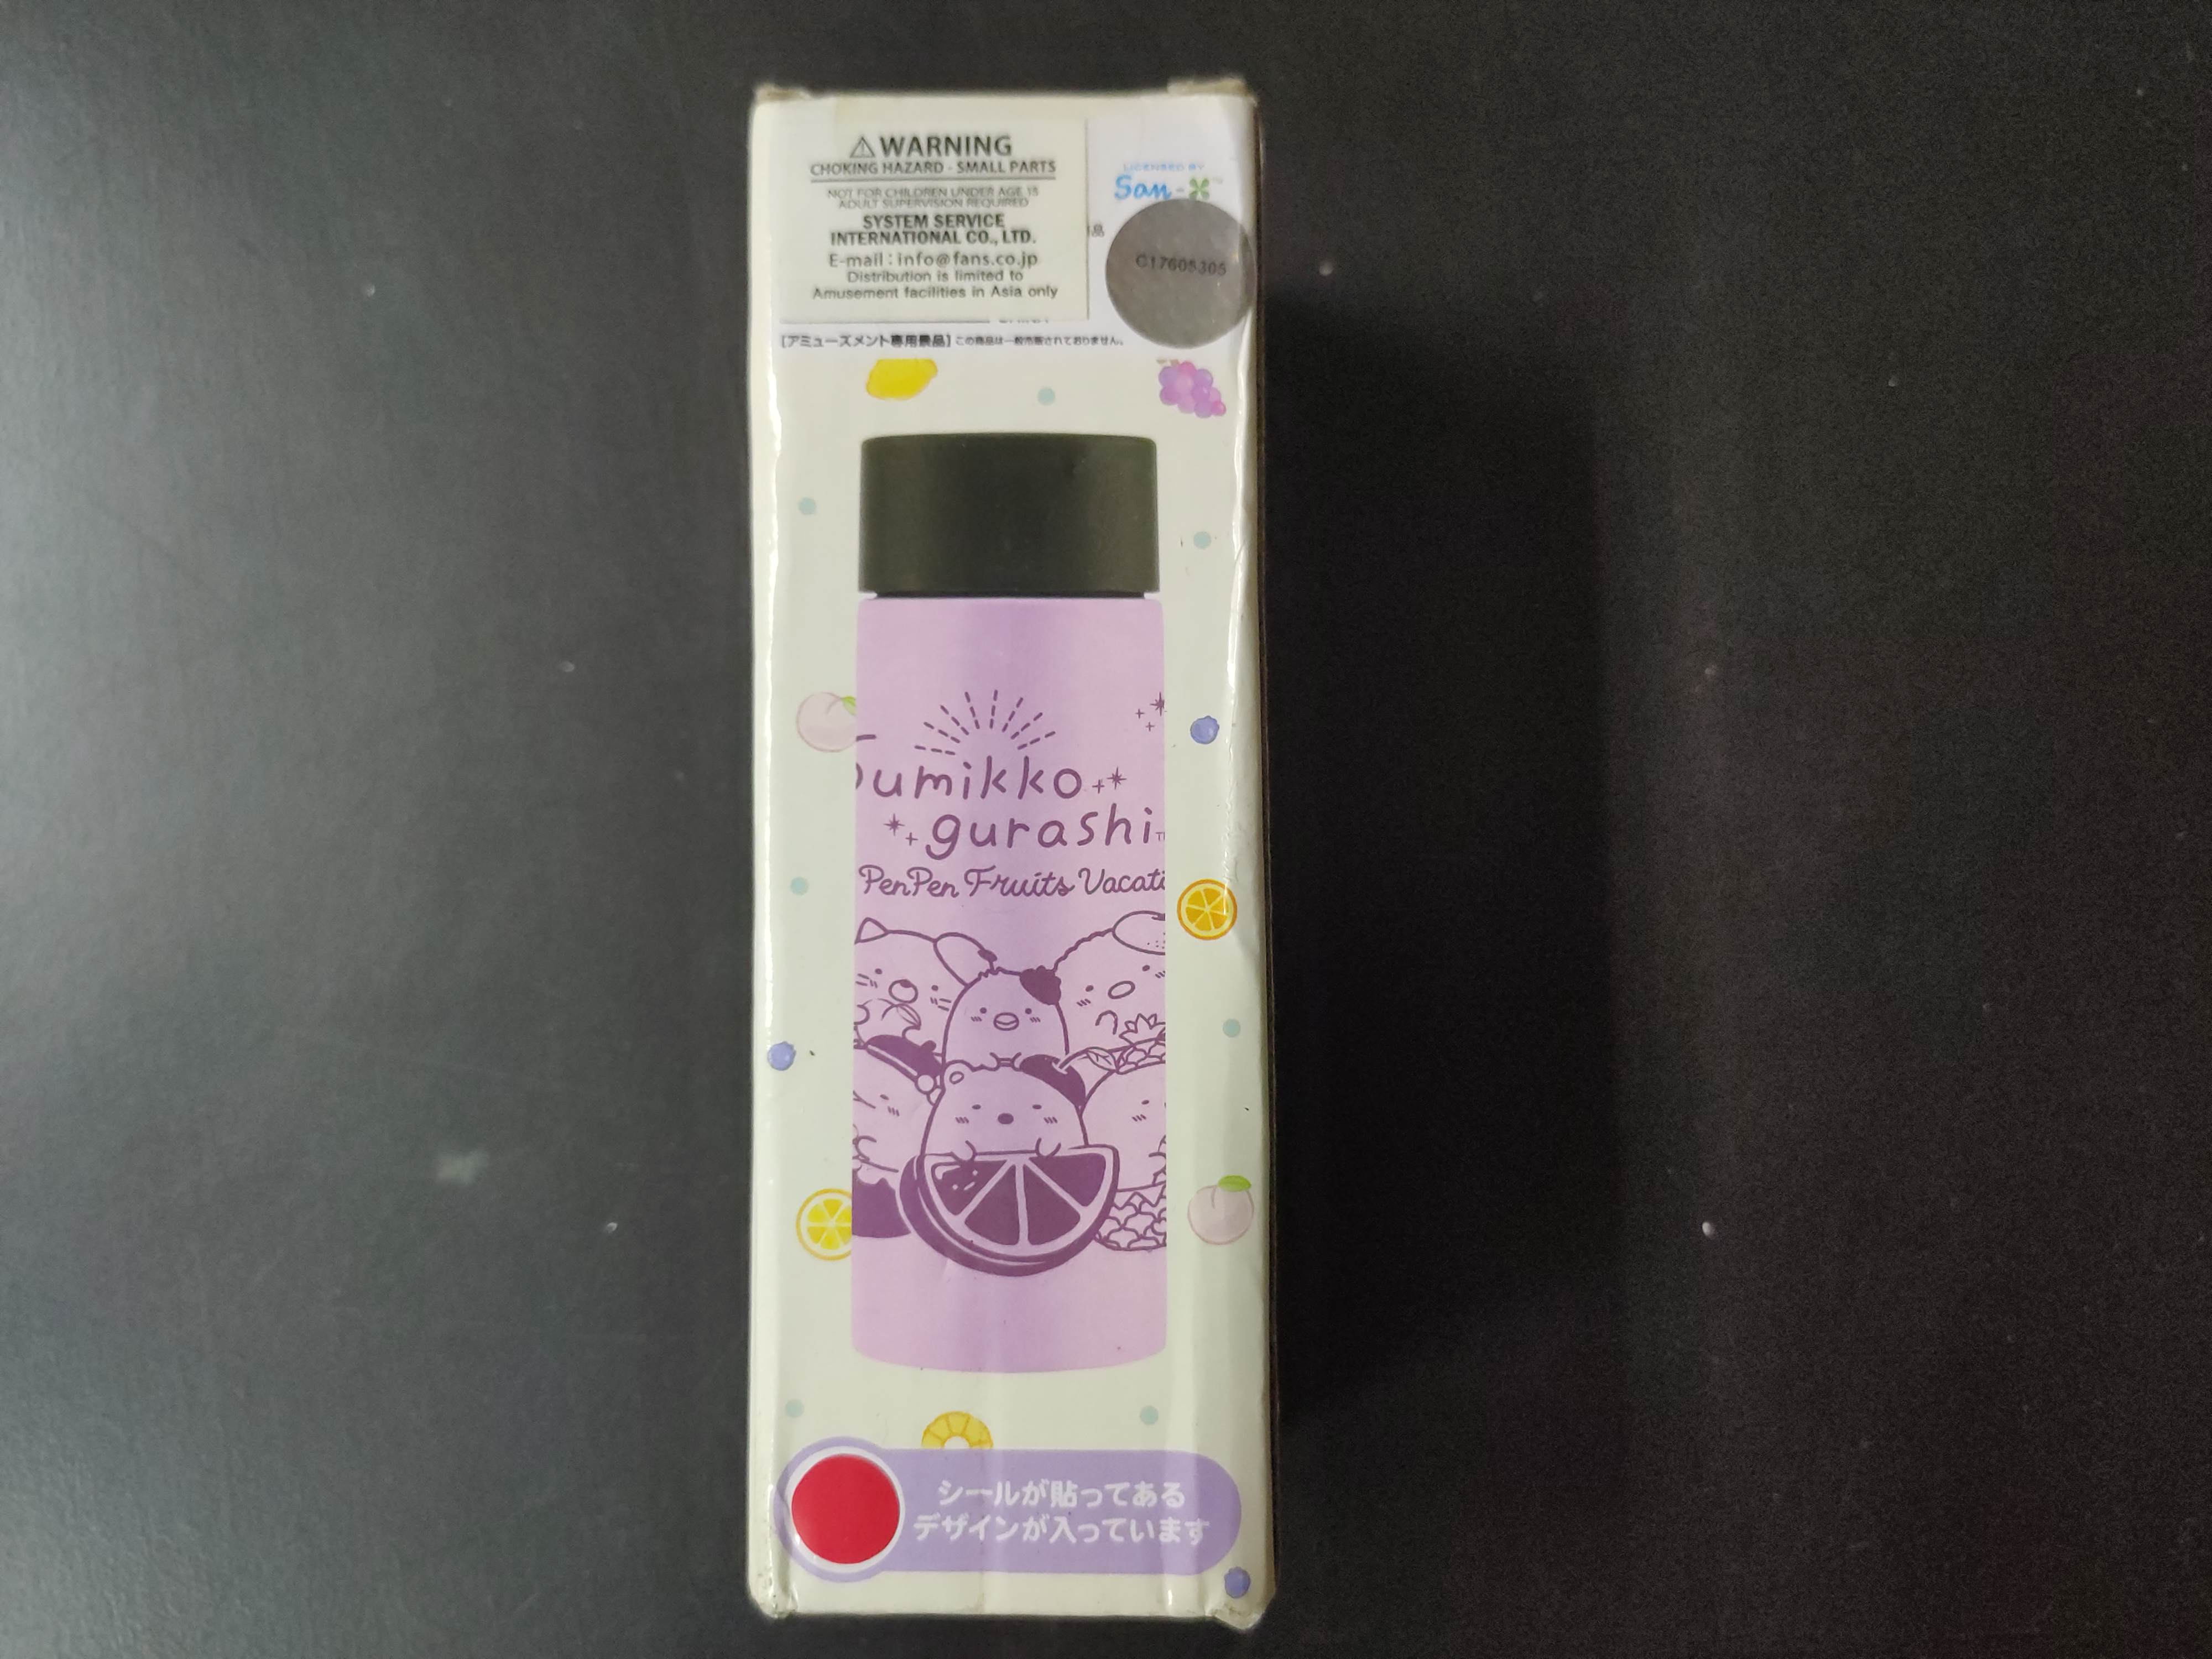 ⚠WARNING
CHOKING HAZARD - SMALL PARTS
NOT FOR CHILDREN UNDER AGE 15
ADULT SUPERVISION REQUIRED
SYSTEM SERVICE
INTERNATIONAL CO., LTD.
E-mail : info@fans.co.jp
Distribution is limited to
Amusement facilities in Asia only
LICENSED BY
San-X™
品
C17605305
[アミューズメント専用景品] この商品は一般市販されておりません。
umikko
gurashi
PenPen Fruits Vacati
シールが貼ってある
デザインが入っています